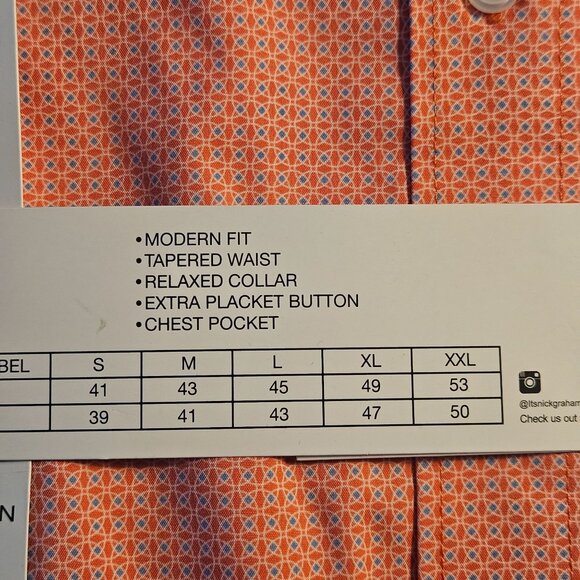 •MODERN FIT
•TAPERED WAIST
•RELAXED COLLAR
•EXTRA PLACKET BUTTON
•CHEST POCKET
BEL S M L XL XXL
41 43 45 49 53
39 41 43 47 50
@Itsnickgraham
Check us out
N